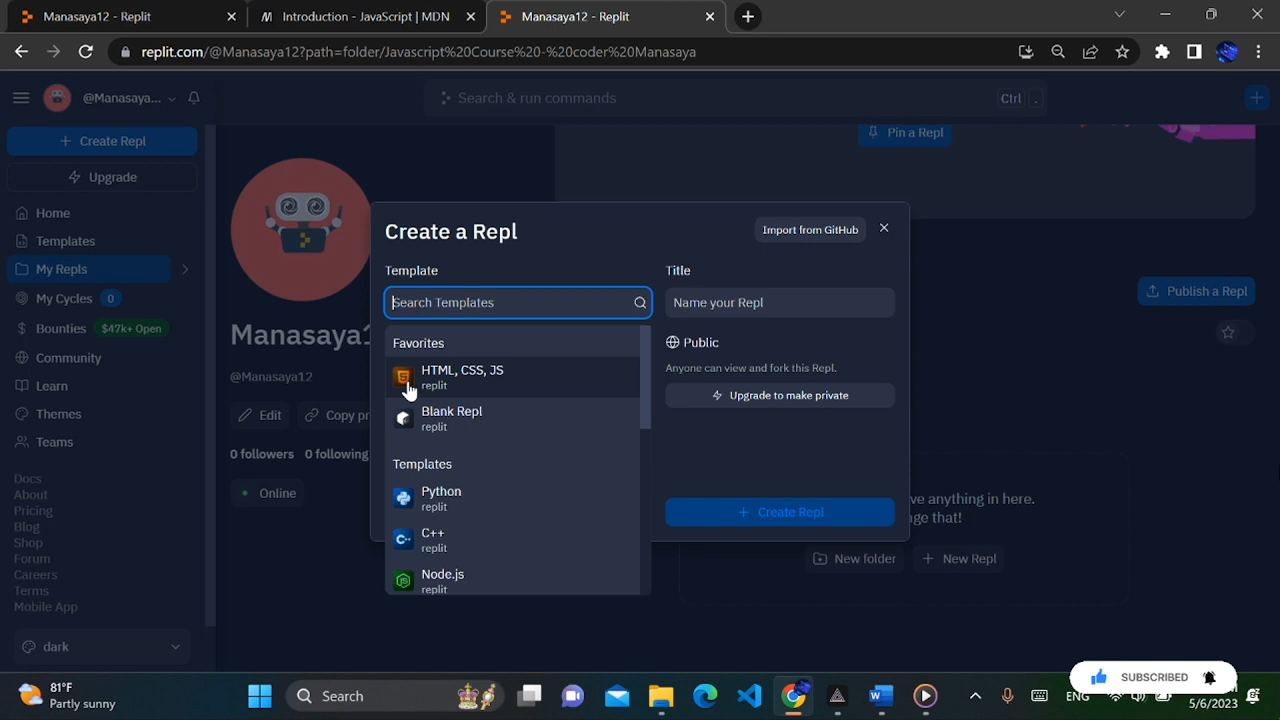 Manasaya12 - Replit
Introduction - JavaScript | MDN
Manasaya12 - Replit
replit.com/@Manasaya12?path=folder/Javascript%20Course%20-%20coder%20Manasaya
@Manasaya...
Search & run commands
Ctrl .
+ Create Repl
Pin a Repl
Upgrade
Home
Templates
My Repls
My Cycles 0
Bounties $47k+ Open
Community
Learn
Themes
Teams
Docs
About
Pricing
Blog
Shop
Forum
Careers
Terms
Mobile App
dark
Manasaya1
@Manasaya12
Edit
Copy pr
0 followers 0 following
Online
Publish a Repl
Create a Repl
Import from GitHub
Template
Title
Search Templates
Name your Repl
Favorites
HTML, CSS, JS
replit
Blank Repl
replit
Templates
Python
replit
C++
replit
Node.js
replit
Public
Anyone can view and fork this Repl.
Upgrade to make private
+ Create Repl
ve anything in here.
nge that!
New folder
+ New Repl
81°F
Partly sunny
Search
ENG
SUBSCRIBED
5/6/2023